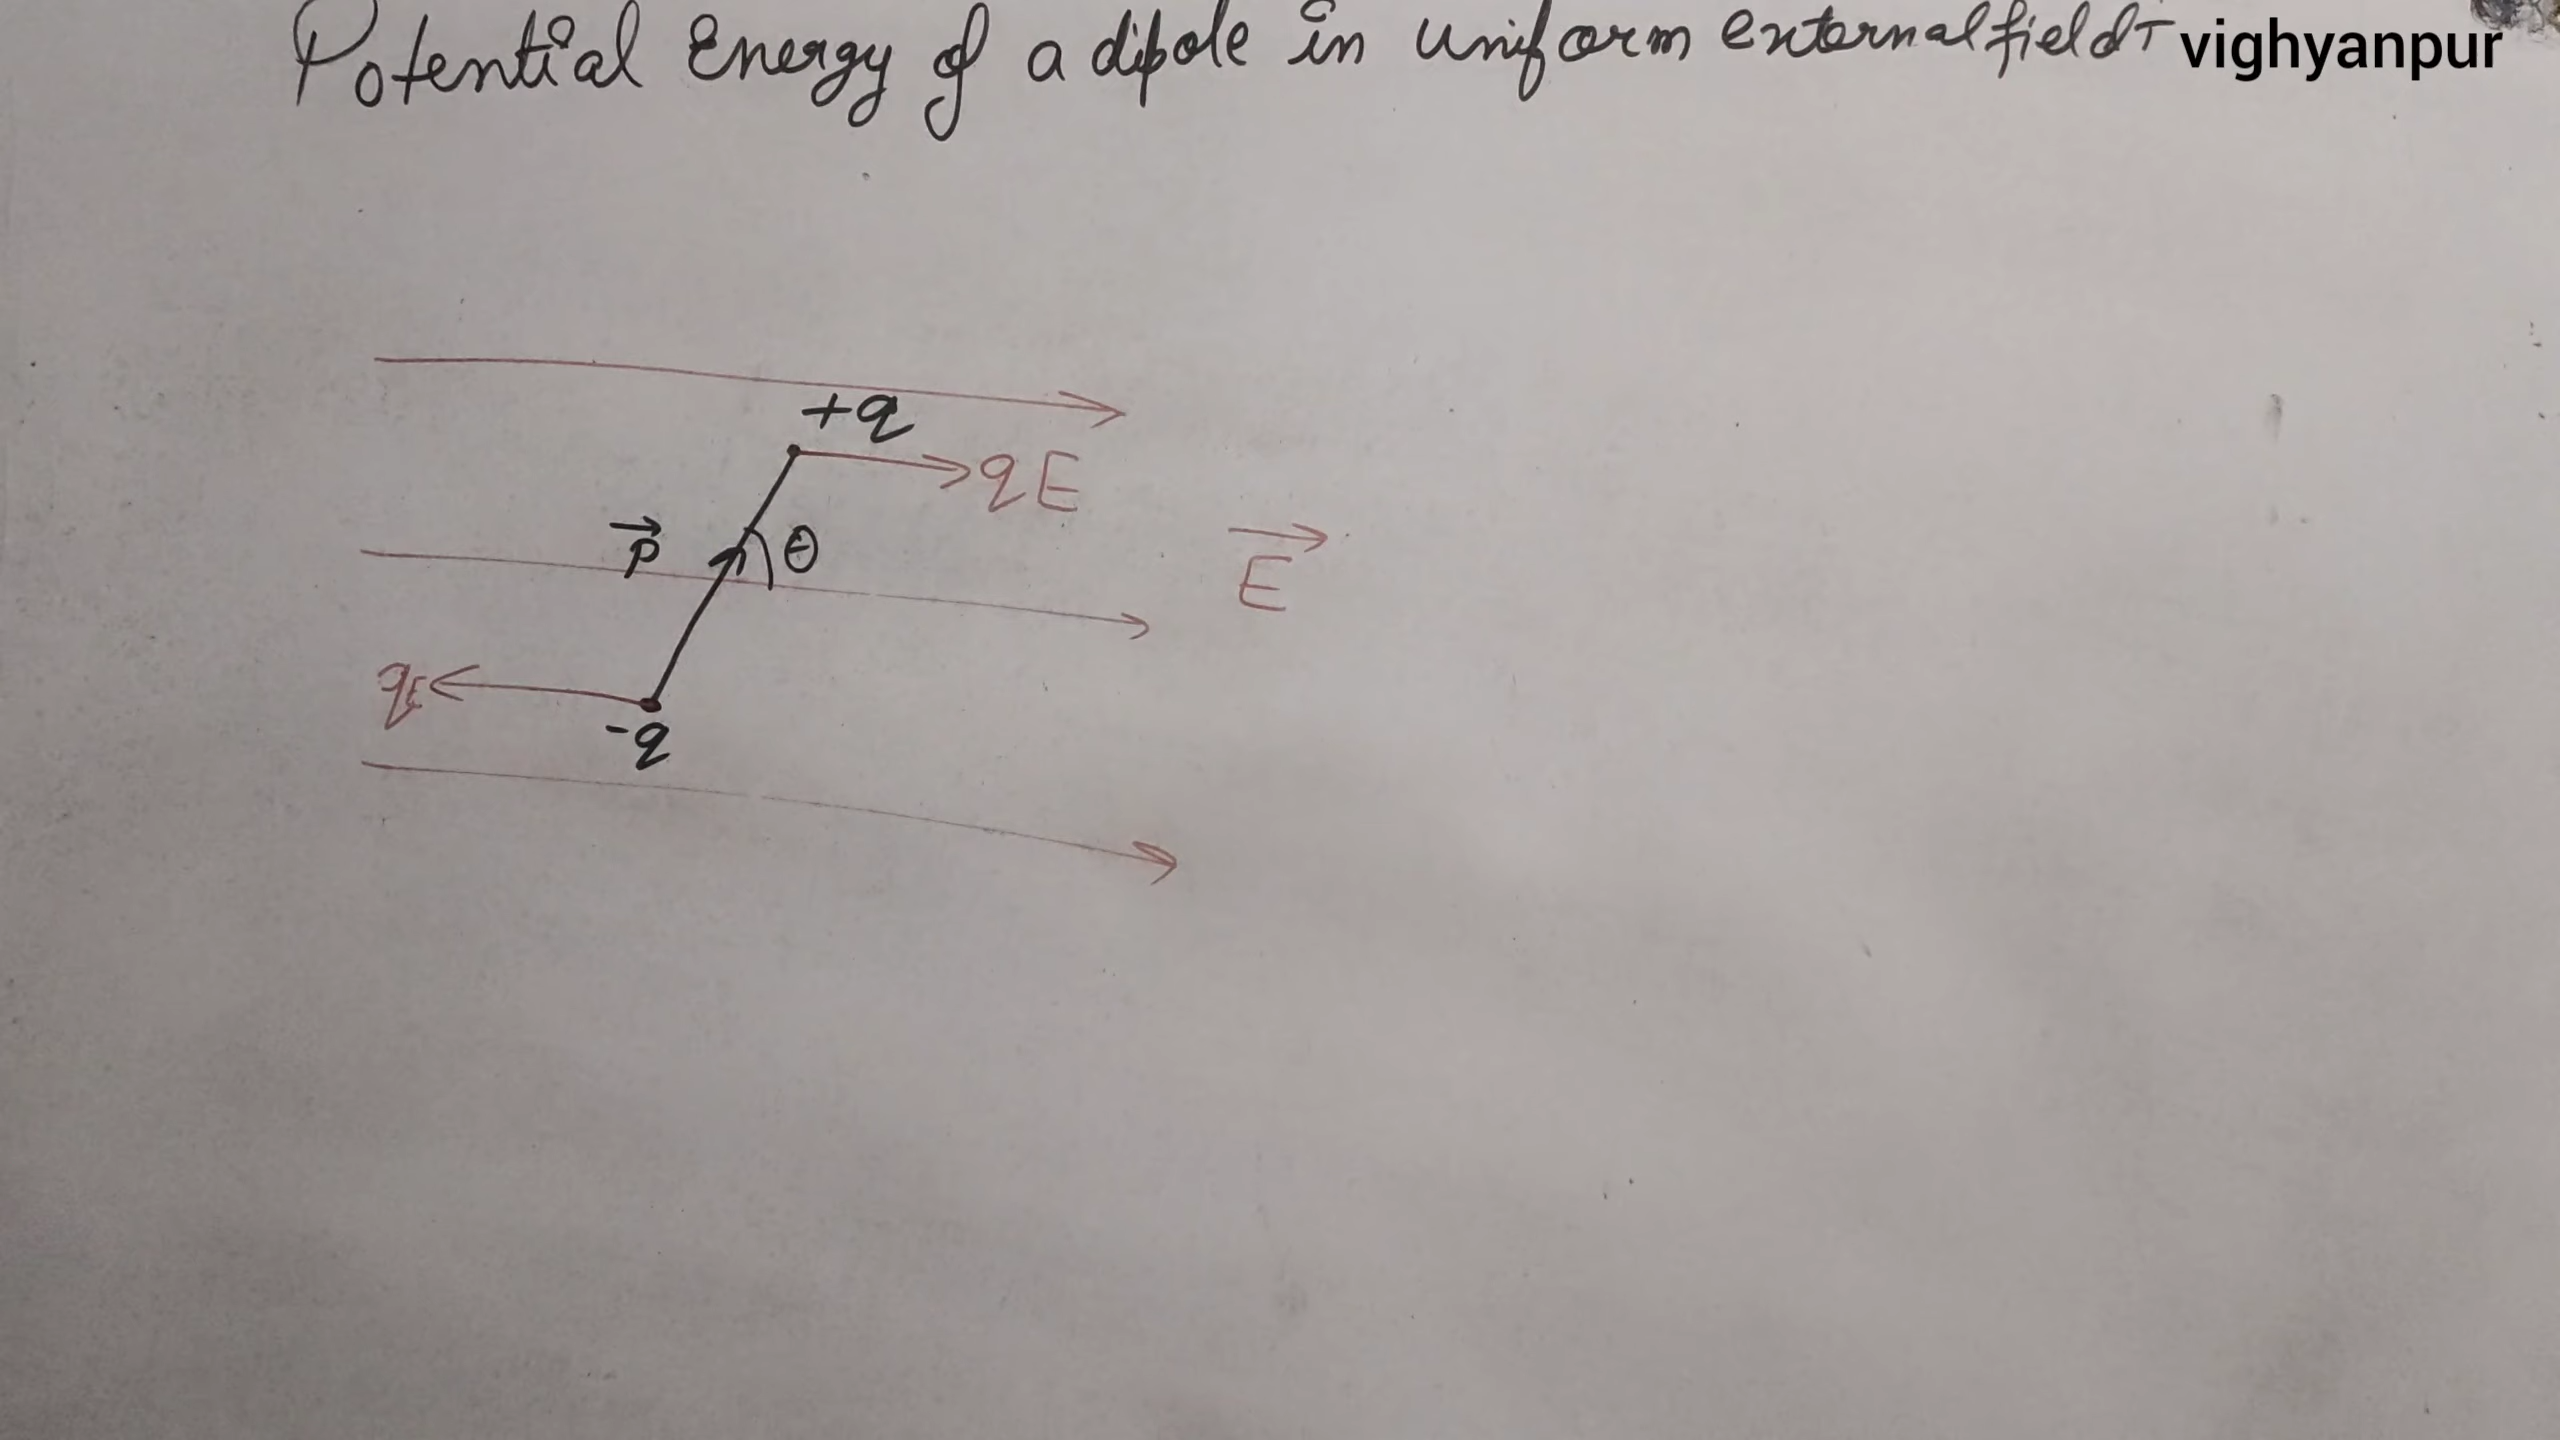 Potential Energy of a dipole in uniform external field:-
vighyanpur
+q
qE
p
θ
E
qE
-q